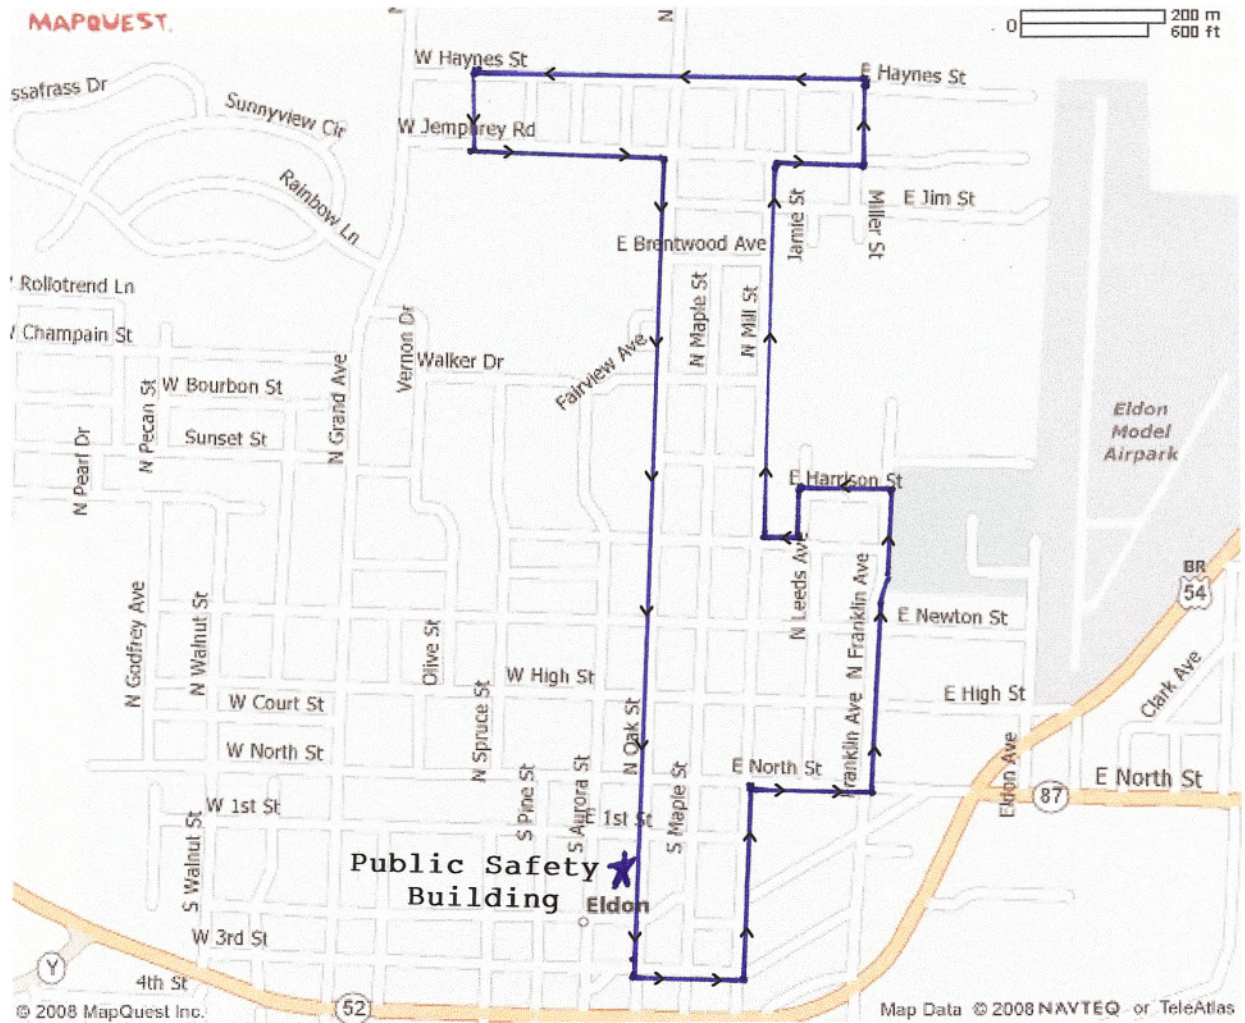 MAPQUEST.
N
0
200 m
600 ft
W Haynes St
E Haynes St
ssafrass Dr
Sunnyview Cir
W Jemphrey Rd
Rainbow Ln
Jamie St
Miller St
E Jim St
E Brentwood Ave
Rollotrend Ln
Champain St
N Maple St
N Mill St
Vernon Dr
Walker Dr
Fairview Ave
N Grand Ave
N Pecan St
W Bourbon St
Sunset St
N Pearl Dr
Eldon
Model
Airpark
E Harrison St
N Leeds Ave
N Franklin Ave
BR
54
E Newton St
N Godfrey Ave
N Walnut St
Olive St
W High St
N Spruce St
W Court St
E High St
Clark Ave
N Oak St
W North St
E North St
Franklin Ave
Eldon Ave
E North St
87
W 1st St
S Pine St
S Aurora St
E 1st St
S Maple St
S Walnut St
Public Safety
Building
Eldon
W 3rd St
Y
4th St
52
© 2008 MapQuest Inc.
Map Data © 2008 NAVTEQ or TeleAtlas